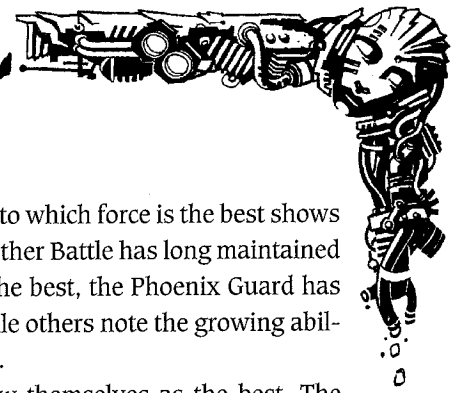 to which force is the best shows
ther Battle has long maintained
he best, the Phoenix Guard has
le others note the growing abil-
.
themselves as the best. The